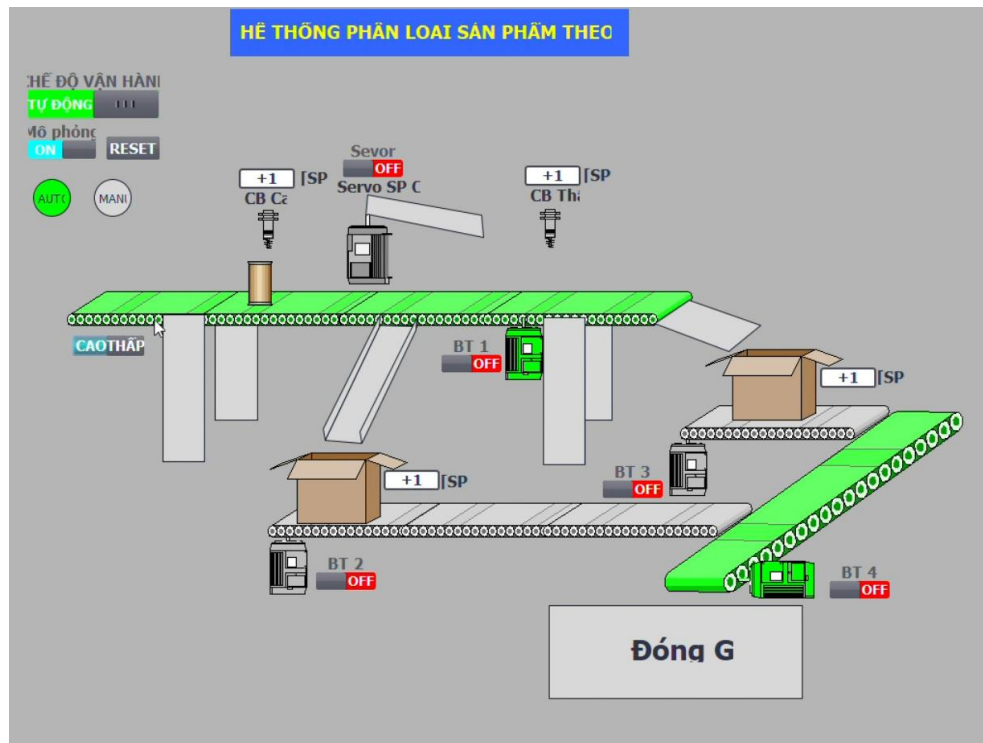 HỆ THỐNG PHÂN LOẠI SẢN PHẨM THEO
CHẾ ĐỘ VẬN HÀNH
TỰ ĐỘNG
Mô phỏng
ON
RESET
AUTO
MANU
Sevor
OFF
Servo SP C
+1 [SP
CB Ca
+1 [SP
CB Thấ
CAO THẤP
BT 1
OFF
+1 [SP
BT 3
OFF
+1 [SP
BT 2
OFF
BT 4
OFF
Đóng G